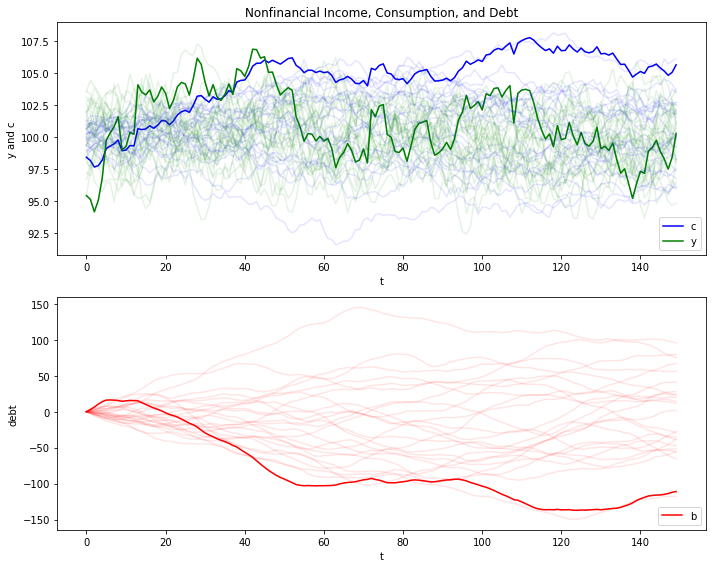 Nonfinancial Income, Consumption, and Debt
107.5
105.0
102.5
100.0
97.5
95.0
92.5
y and c
c
y
0 20 40 60 80 100 120 140
t
150
100
50
0
−50
−100
−150
debt
b
0 20 40 60 80 100 120 140
t